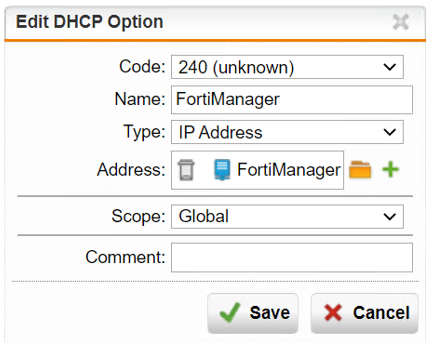 Edit DHCP Option
Code: 240 (unknown)
Name: FortiManager
Type: IP Address
Address: FortiManager
Scope: Global
Comment:
Save Cancel